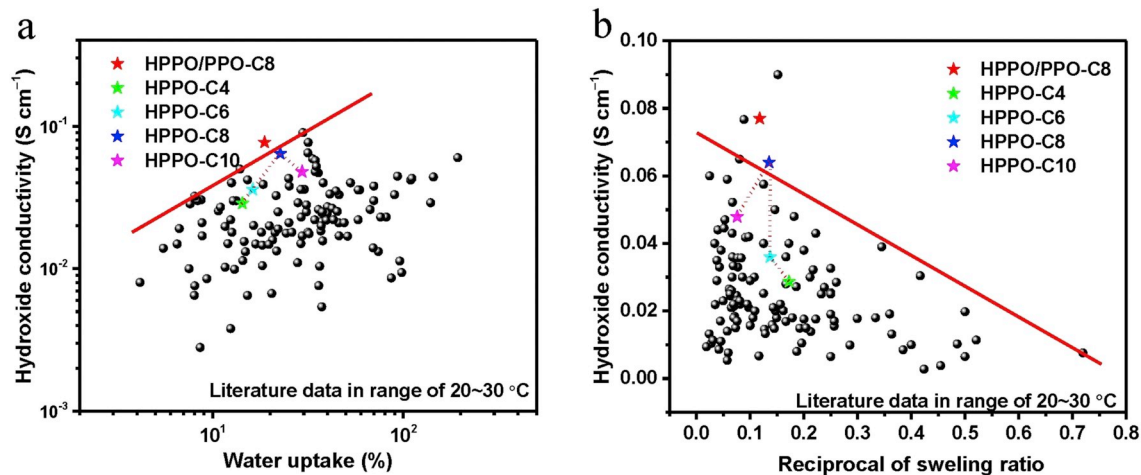 a
HPPO/PPO-C8
HPPO-C4
HPPO-C6
HPPO-C8
HPPO-C10
Hydroxide conductivity (S cm⁻¹)
10⁻¹
10⁻²
10⁻³
Literature data in range of 20~30 °C
10¹
10²
Water uptake (%)
b
HPPO/PPO-C8
HPPO-C4
HPPO-C6
HPPO-C8
HPPO-C10
Hydroxide conductivity (S cm⁻¹)
0.10
0.08
0.06
0.04
0.02
0.00
Literature data in range of 20~30 °C
0.0 0.1 0.2 0.3 0.4 0.5 0.6 0.7 0.8
Reciprocal of sweling ratio